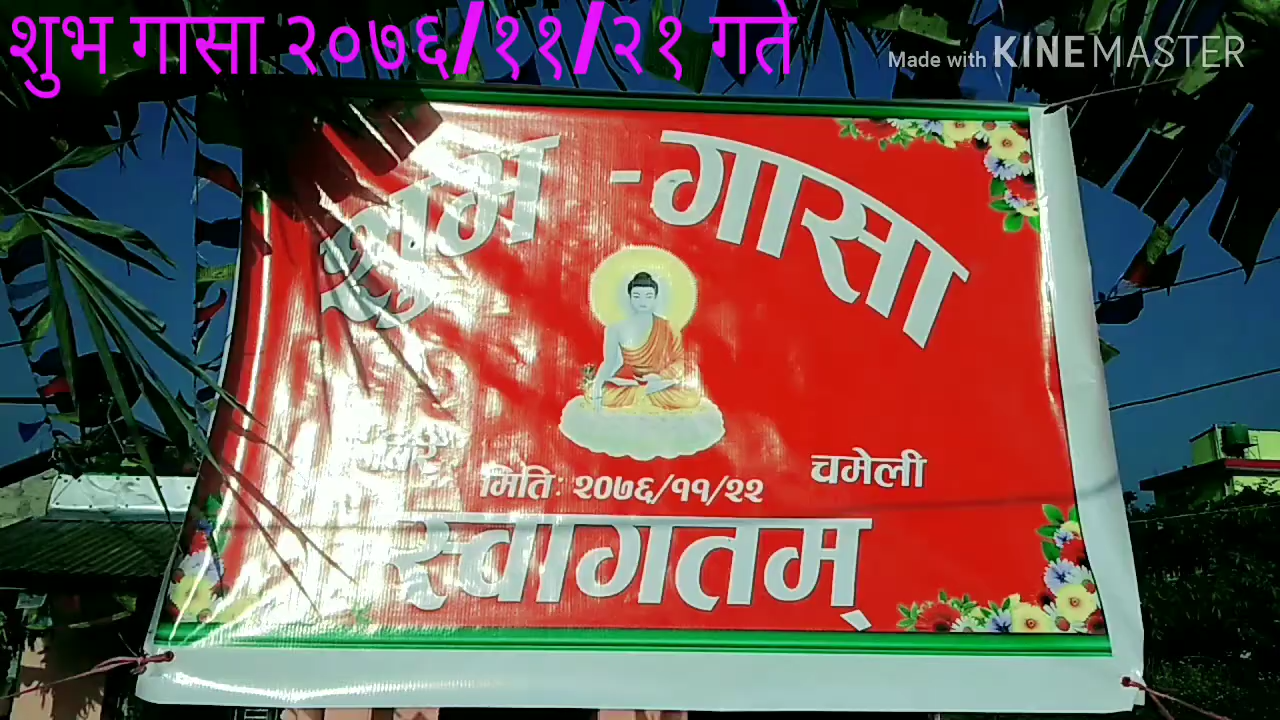 शुभ गासा २०७६/११/२१ गते
Made with KINEMASTER
शुभ -गासा
चमेली
मिति: २०७६/११/२२
स्वागतम्